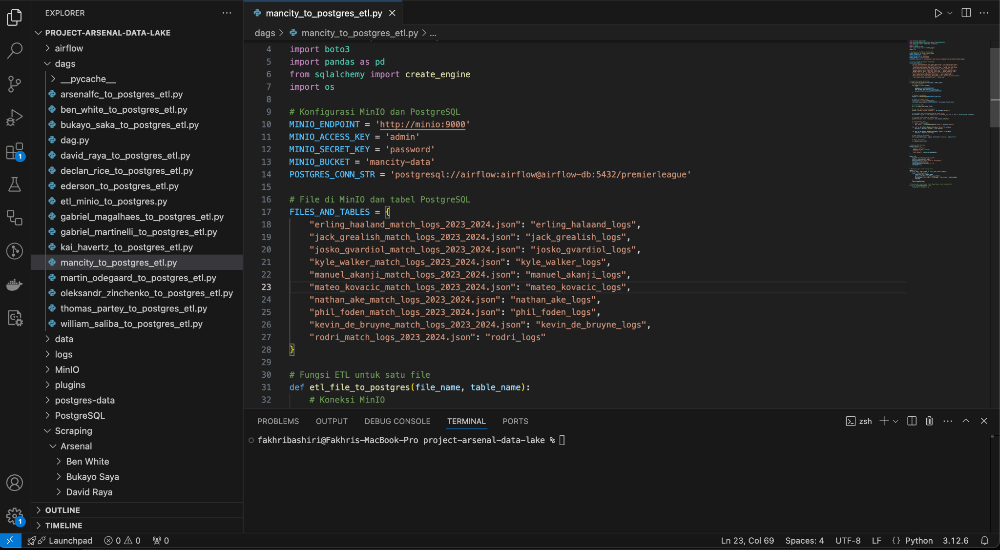 EXPLORER
PROJECT-ARSENAL-DATA-LAKE
airflow
dags
__pycache__
arsenalfc_to_postgres_etl.py
ben_white_to_postgres_etl.py
bukayo_saka_to_postgres_etl.py
dag.py
david_raya_to_postgres_etl.py
declan_rice_to_postgres_etl.py
ederson_to_postgres_etl.py
etl_minio_to_postgres.py
gabriel_magalhaes_to_postgres_etl.py
gabriel_martinelli_to_postgres_etl.py
kai_havertz_to_postgres_etl.py
mancity_to_postgres_etl.py
martin_odegaard_to_postgres_etl.py
oleksandr_zinchenko_to_postgres_etl.py
thomas_partey_to_postgres_etl.py
william_saliba_to_postgres_etl.py
data
logs
MinIO
plugins
postgres-data
PostgreSQL
Scraping
Arsenal
Ben White
Bukayo Saya
David Raya
OUTLINE
TIMELINE
1
1
mancity_to_postgres_etl.py
dags > mancity_to_postgres_etl.py > ...
4 import boto3
5 import pandas as pd
6 from sqlalchemy import create_engine
7 import os
8
9 # Konfigurasi MinIO dan PostgreSQL
10 MINIO_ENDPOINT = 'http://minio:9000'
11 MINIO_ACCESS_KEY = 'admin'
12 MINIO_SECRET_KEY = 'password'
13 MINIO_BUCKET = 'mancity-data'
14 POSTGRES_CONN_STR = 'postgresql://airflow:airflow@airflow-db:5432/premierleague'
15
16 # File di MinIO dan tabel PostgreSQL
17 FILES_AND_TABLES = {
18 "erling_haaland_match_logs_2023_2024.json": "erling_halaand_logs",
19 "jack_grealish_match_logs_2023_2024.json": "jack_grealish_logs",
20 "josko_gvardiol_match_logs_2023_2024.json": "josko_gvardiol_logs",
21 "kyle_walker_match_logs_2023_2024.json": "kyle_walker_logs",
22 "manuel_akanji_match_logs_2023_2024.json": "manuel_akanji_logs",
23 "mateo_kovacic_match_logs_2023_2024.json": "mateo_kovacic_logs",
24 "nathan_ake_match_logs_2023_2024.json": "nathan_ake_logs",
25 "phil_foden_match_logs_2023_2024.json": "phil_foden_logs",
26 "kevin_de_bruyne_match_logs_2023_2024.json": "kevin_de_bruyne_logs",
27 "rodri_match_logs_2023_2024.json": "rodri_logs"
28 }
29
30 # Fungsi ETL untuk satu file
31 def etl_file_to_postgres(file_name, table_name):
32 # Koneksi MinIO
PROBLEMS OUTPUT DEBUG CONSOLE TERMINAL PORTS
zsh
fakhribashiri@Fakhris-MacBook-Pro project-arsenal-data-lake %
Launchpad 0 0 0
Ln 23, Col 69 Spaces: 4 UTF-8 LF {} Python 3.12.6